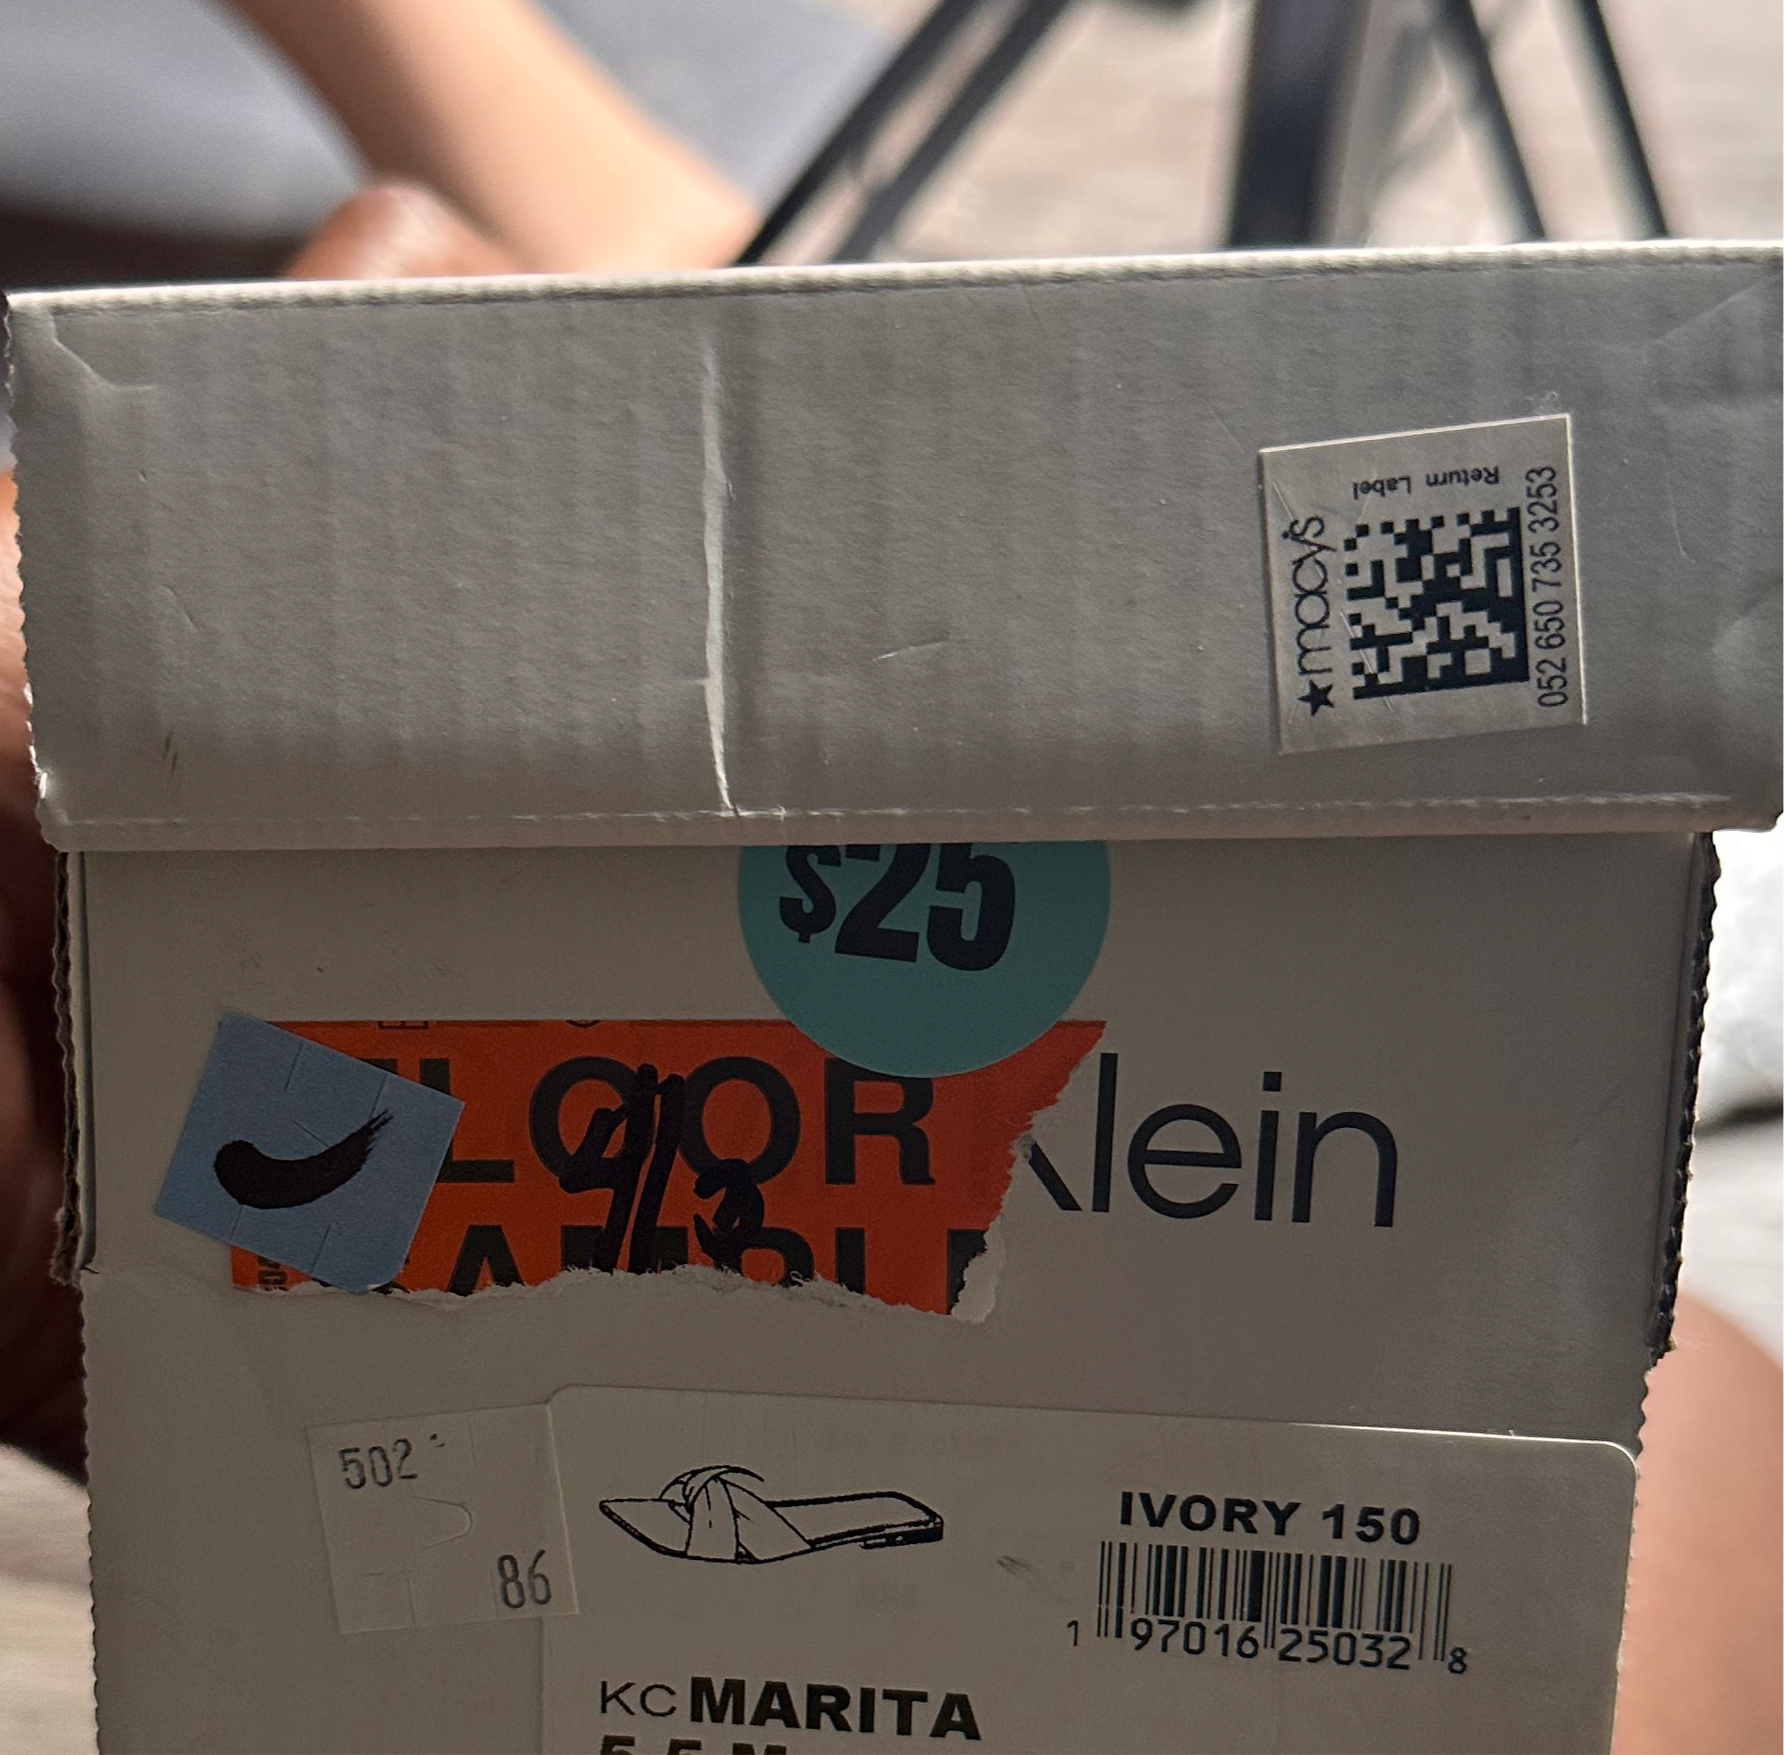 ★macy's
Return Label
052 650 735 3253
$25
LOOR
Klein
502
86
IVORY 150
1 97016 25032 8
KC MARITA